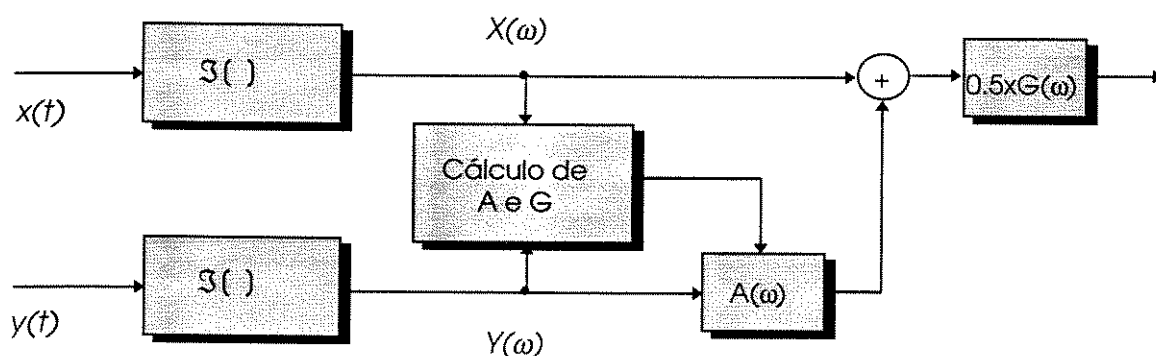 X(ω)
ℑ( )
x(t)
+
0.5xG(ω)
Cálculo de
A e G
ℑ( )
A(ω)
y(t)
Y(ω)